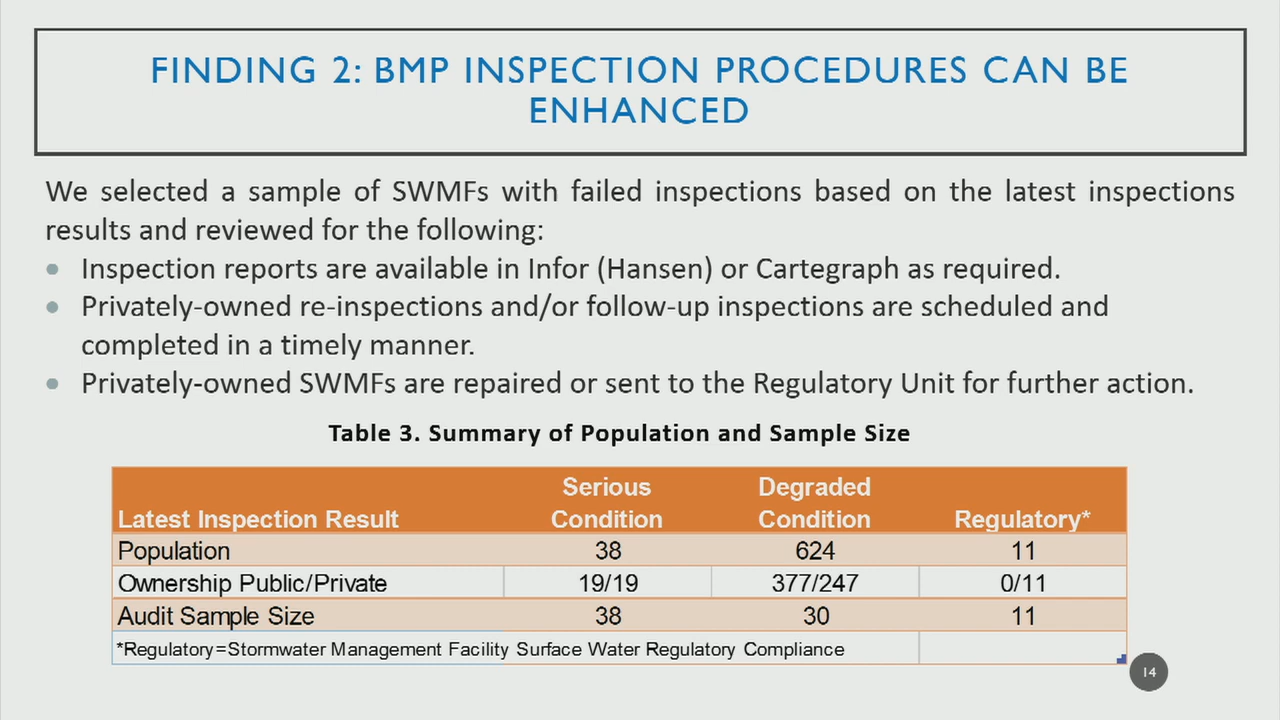 FINDING 2: BMP INSPECTION PROCEDURES CAN BE
ENHANCED
We selected a sample of SWMFs with failed inspections based on the latest inspections
results and reviewed for the following:
Inspection reports are available in Infor (Hansen) or Cartegraph as required.
Privately-owned re-inspections and/or follow-up inspections are scheduled and
completed in a timely manner.
Privately-owned SWMFs are repaired or sent to the Regulatory Unit for further action.
Table 3. Summary of Population and Sample Size
Latest Inspection Result Serious Condition Degraded Condition Regulatory*
Population 38 624 11
Ownership Public/Private 19/19 377/247 0/11
Audit Sample Size 38 30 11
*Regulatory=Stormwater Management Facility Surface Water Regulatory Compliance
14